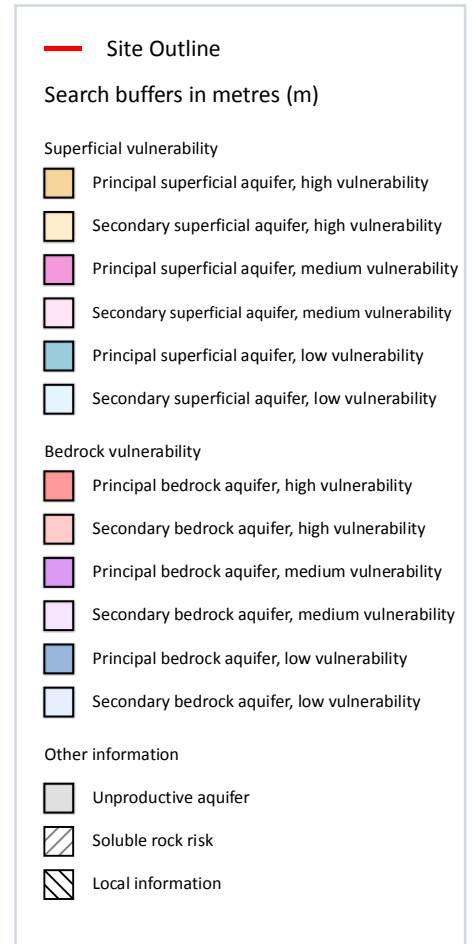 Site Outline
Search buffers in metres (m)
Superficial vulnerability
Principal superficial aquifer, high vulnerability
Secondary superficial aquifer, high vulnerability
Principal superficial aquifer, medium vulnerability
Secondary superficial aquifer, medium vulnerability
Principal superficial aquifer, low vulnerability
Secondary superficial aquifer, low vulnerability
Bedrock vulnerability
Principal bedrock aquifer, high vulnerability
Secondary bedrock aquifer, high vulnerability
Principal bedrock aquifer, medium vulnerability
Secondary bedrock aquifer, medium vulnerability
Principal bedrock aquifer, low vulnerability
Secondary bedrock aquifer, low vulnerability
Other information
Unproductive aquifer
Soluble rock risk
Local information